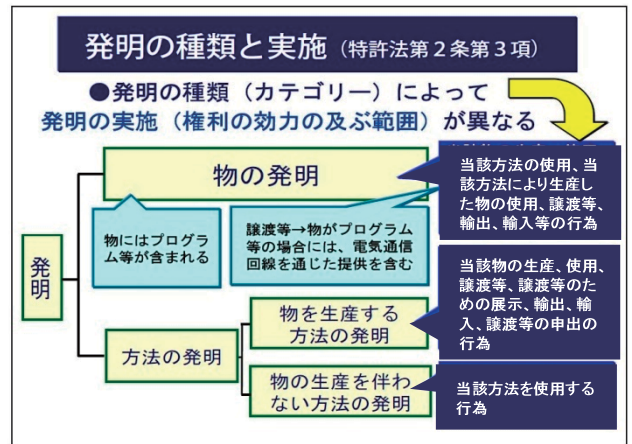 発明の種類と実施（特許法第２条第３項）
●発明の種類（カテゴリー）によって
発明の実施（権利の効力の及ぶ範囲）が異なる
発明
物の発明
物にはプログラ
ム等が含まれる
譲渡等→物がプログラム
等の場合には、電気通信
回線を通じた提供を含む
当該方法の使用、当
該方法により生産し
た物の使用、譲渡等、
輸出、輸入等の行為
方法の発明
物を生産する
方法の発明
当該物の生産、使用、
譲渡等、譲渡等のた
めの展示、輸出、輸
入、譲渡等の申出の
行為
物の生産を伴わ
ない方法の発明
当該方法を使用する
行為